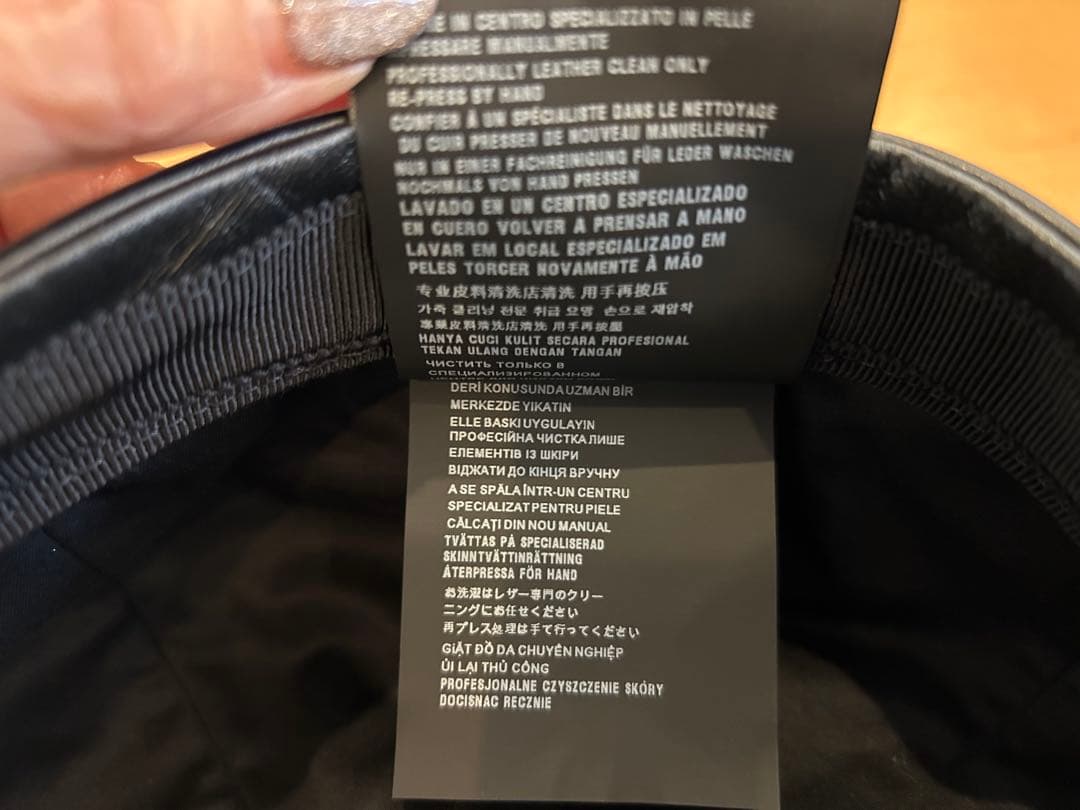 E IN CENTRO SPECIALIZZATO IN PELLE
PRESSARE MANUALMENTE
PROFESSIONALLY LEATHER CLEAN ONLY
RE-PRESS BY HAND
CONFIER À UN SPÉCIALISTE DANS LE NETTOYAGE
DU CUIR PRESSER DE NOUVEAU MANUELLEMENT
NUR IN EINER FACHREINIGUNG FÜR LEDER WASCHEN
NOCHMALS VON HAND PRESSEN
LAVADO EN UN CENTRO ESPECIALIZADO
EN CUERO VOLVER A PRENSAR A MANO
LAVAR EM LOCAL ESPECIALIZADO EM
PELES TORCER NOVAMENTE À MÃO
专业皮料清洗店清洗 用手再按压
가죽 클리닝 전문 취급 요망 손으로 재압착
專業皮料清洗店清洗 用手再按壓
HANYA CUCI KULIT SECARA PROFESIONAL
TEKAN ULANG DENGAN TANGAN
ЧИСТИТЬ ТОЛЬКО В
СПЕЦИАЛИЗИРОВАННОМ
DERİ KONUSUNDA UZMAN BİR
MERKEZDE YIKATIN
ELLE BASKI UYGULAYIN
ПРОФЕСІЙНА ЧИСТКА ЛИШЕ
ЕЛЕМЕНТІВ ІЗ ШКІРИ
ВІДЖАТИ ДО КІНЦЯ ВРУЧНУ
A SE SPĂLA ÎNTR-UN CENTRU
SPECIALIZAT PENTRU PIELE
CĂLCAȚI DIN NOU MANUAL
TVÄTTAS PÅ SPECIALISERAD
SKINNTVÄTTINRÄTTNING
ÅTERPRESSA FÖR HAND
お洗濯はレザー専門のクリー
ニングにお任せください
再プレス処理は手で行ってください
GIẶT ĐỒ DA CHUYÊN NGHIỆP
ỦI LẠI THỦ CÔNG
PROFESJONALNE CZYSZCZENIE SKÓRY
DOCISNAC RECZNIE